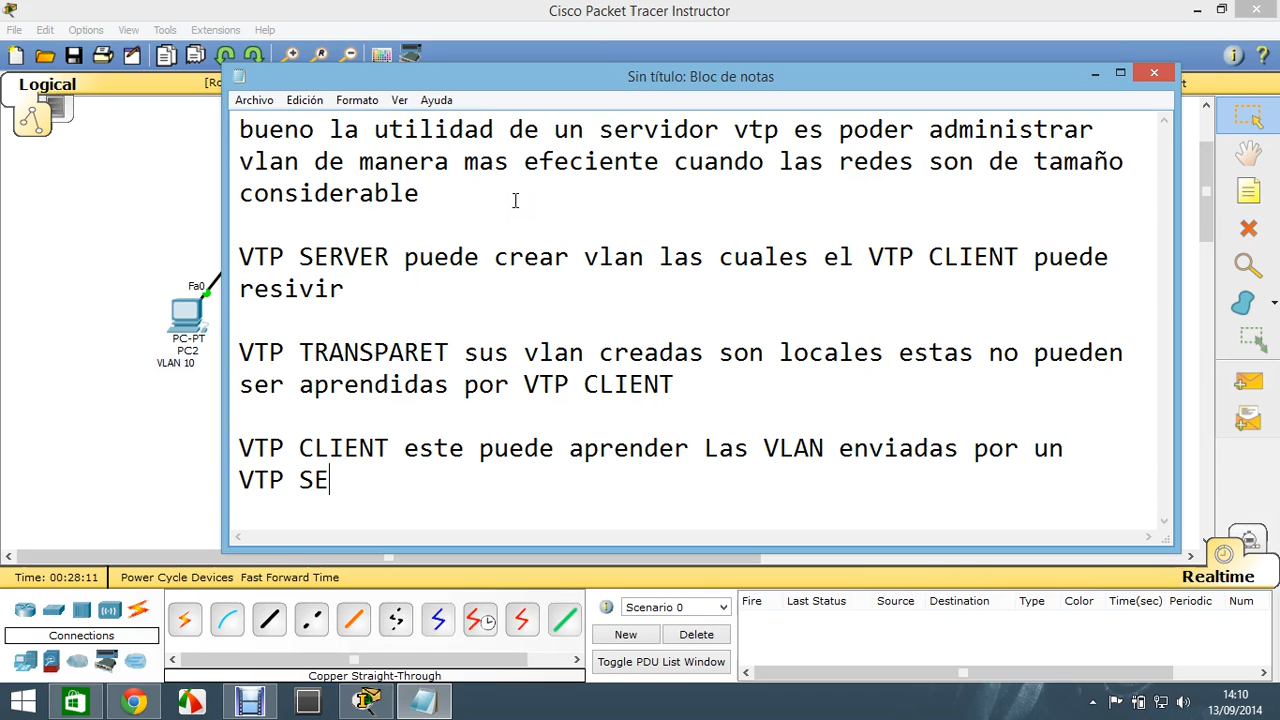 Cisco Packet Tracer Instructor
File Edit Options View Tools Extensions Help
Logical
[Ro
rt
Sin título: Bloc de notas
Archivo Edición Formato Ver Ayuda
bueno la utilidad de un servidor vtp es poder administrar
vlan de manera mas efeciente cuando las redes son de tamaño
considerable
VTP SERVER puede crear vlan las cuales el VTP CLIENT puede
resivir
VTP TRANSPARET sus vlan creadas son locales estas no pueden
ser aprendidas por VTP CLIENT
VTP CLIENT este puede aprender Las VLAN enviadas por un
VTP SE
Fa0
PC-PT
PC2
VLAN 10
Time: 00:28:11 Power Cycle Devices Fast Forward Time
Realtime
Connections
Copper Straight-Through
Scenario 0
New Delete
Toggle PDU List Window
Fire Last Status Source Destination Type Color Time(sec) Periodic Num
14:10
13/09/2014